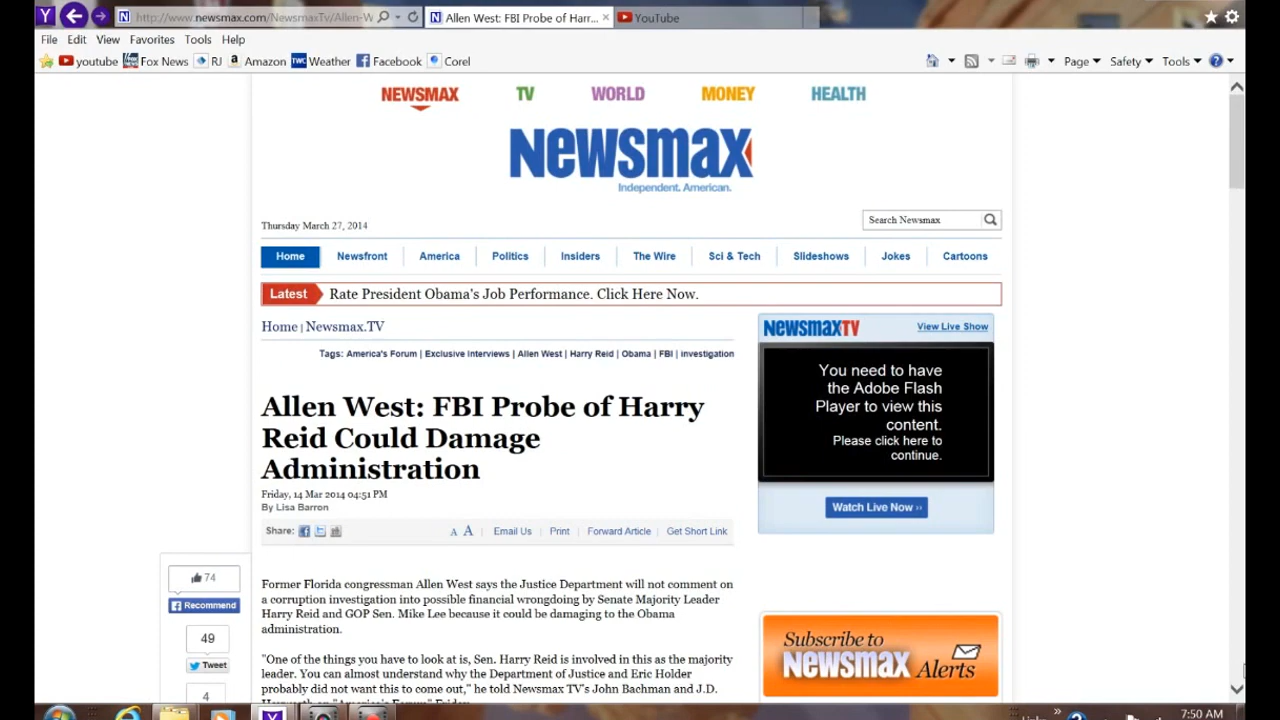 http://www.newsmax.com/NewsmaxTv/Allen-W
Allen West: FBI Probe of Harr...
YouTube
File Edit View Favorites Tools Help
youtube Fox News RJ Amazon Weather Facebook Corel
Page Safety Tools
NEWSMAX TV WORLD MONEY HEALTH
Newsmax
Independent. American.
Thursday March 27, 2014
Search Newsmax
Home Newsfront America Politics Insiders The Wire Sci & Tech Slideshows Jokes Cartoons
Latest Rate President Obama's Job Performance. Click Here Now.
Home | Newsmax.TV
Tags: America's Forum | Exclusive Interviews | Allen West | Harry Reid | Obama | FBI | investigation
Allen West: FBI Probe of Harry
Reid Could Damage
Administration
Friday, 14 Mar 2014 04:51 PM
By Lisa Barron
Share: A A | Email Us | Print | Forward Article | Get Short Link
74
Recommend
49
Tweet
4
Former Florida congressman Allen West says the Justice Department will not comment on
a corruption investigation into possible financial wrongdoing by Senate Majority Leader
Harry Reid and GOP Sen. Mike Lee because it could be damaging to the Obama
administration.
"One of the things you have to look at is, Sen. Harry Reid is involved in this as the majority
leader. You can almost understand why the Department of Justice and Eric Holder
probably did not want this to come out," he told Newsmax TV's John Bachman and J.D.
NEWSMAXTV View Live Show
You need to have
the Adobe Flash
Player to view this
content.
Please click here to
continue.
Watch Live Now ››
Subscribe to
Newsmax Alerts
7:50 AM